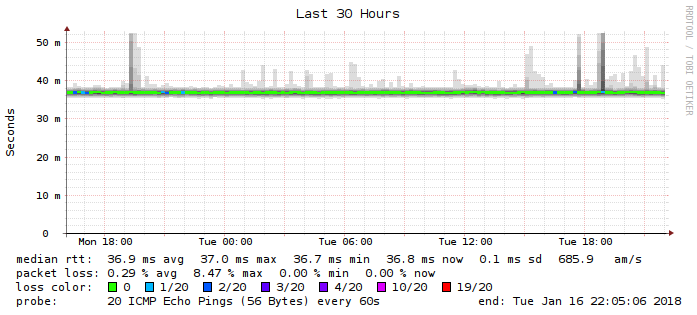 Last 30 Hours
RRDTOOL / TOBI OETIKER
Seconds
50 m
40 m
30 m
20 m
10 m
0
Mon 18:00 Tue 00:00 Tue 06:00 Tue 12:00 Tue 18:00
median rtt: 36.9 ms avg 37.0 ms max 36.7 ms min 36.8 ms now 0.1 ms sd 685.9 am/s
packet loss: 0.29 % avg 8.47 % max 0.00 % min 0.00 % now
loss color: 0 1/20 2/20 3/20 4/20 10/20 19/20
probe: 20 ICMP Echo Pings (56 Bytes) every 60s end: Tue Jan 16 22:05:06 2018